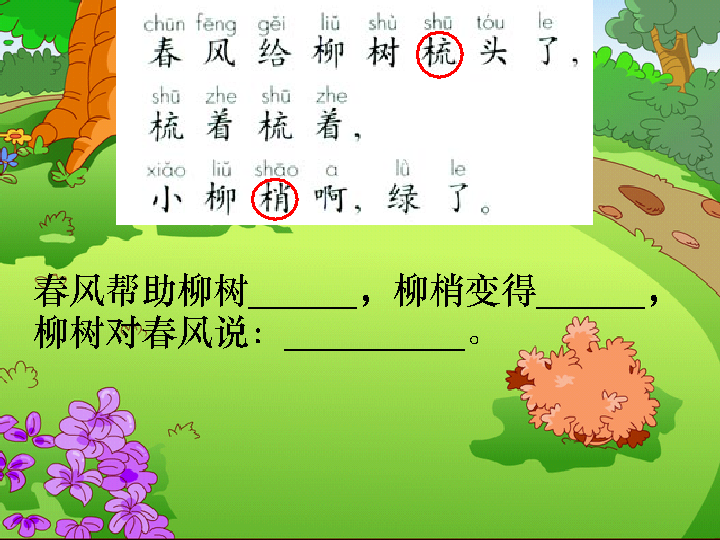 chūn fēng gěi liǔ shù shū tóu le
春风给柳树梳头了，
shū zhe shū zhe
梳着梳着，
xiǎo liǔ shāo a lǜ le
小柳梢啊，绿了。
春风帮助柳树______，柳梢变得______，
柳树对春风说：__________。